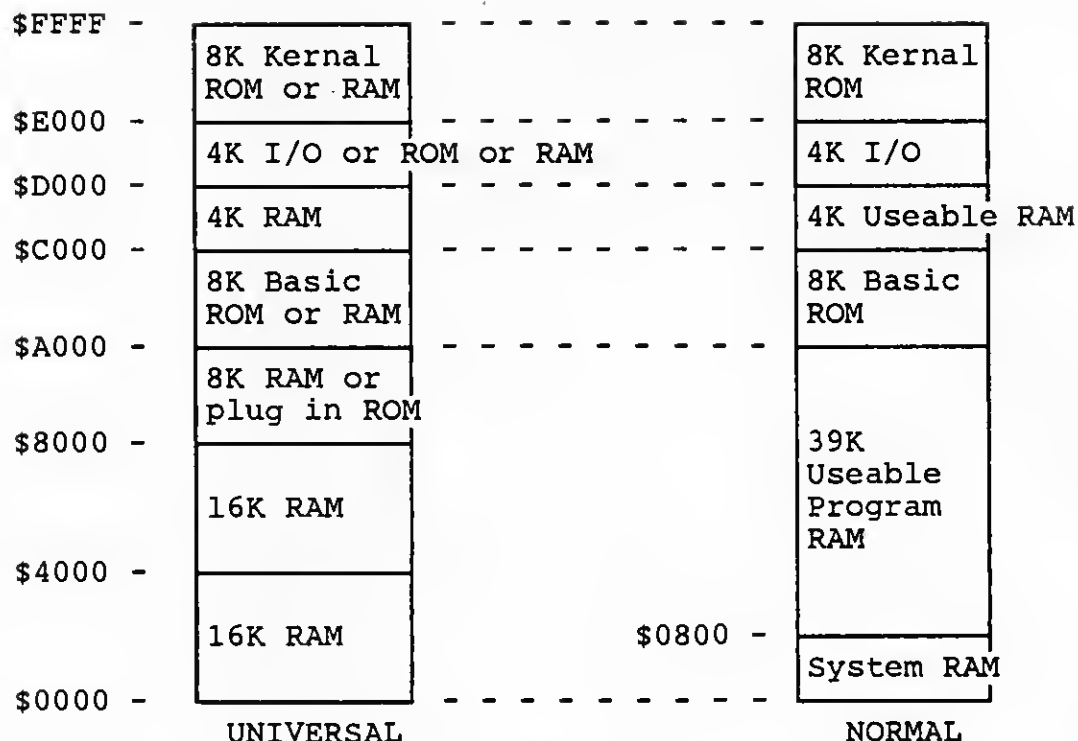 $FFFF -
8K Kernal
ROM or RAM
8K Kernal
ROM
$E000 -
4K I/O or ROM or RAM
4K I/O
$D000 -
4K RAM
4K Useable RAM
$C000 -
8K Basic
ROM or RAM
8K Basic
ROM
$A000 -
8K RAM or
plug in ROM
$8000 -
39K
Useable
Program
RAM
16K RAM
$4000 -
16K RAM
$0800 -
System RAM
$0000 -
UNIVERSAL
NORMAL